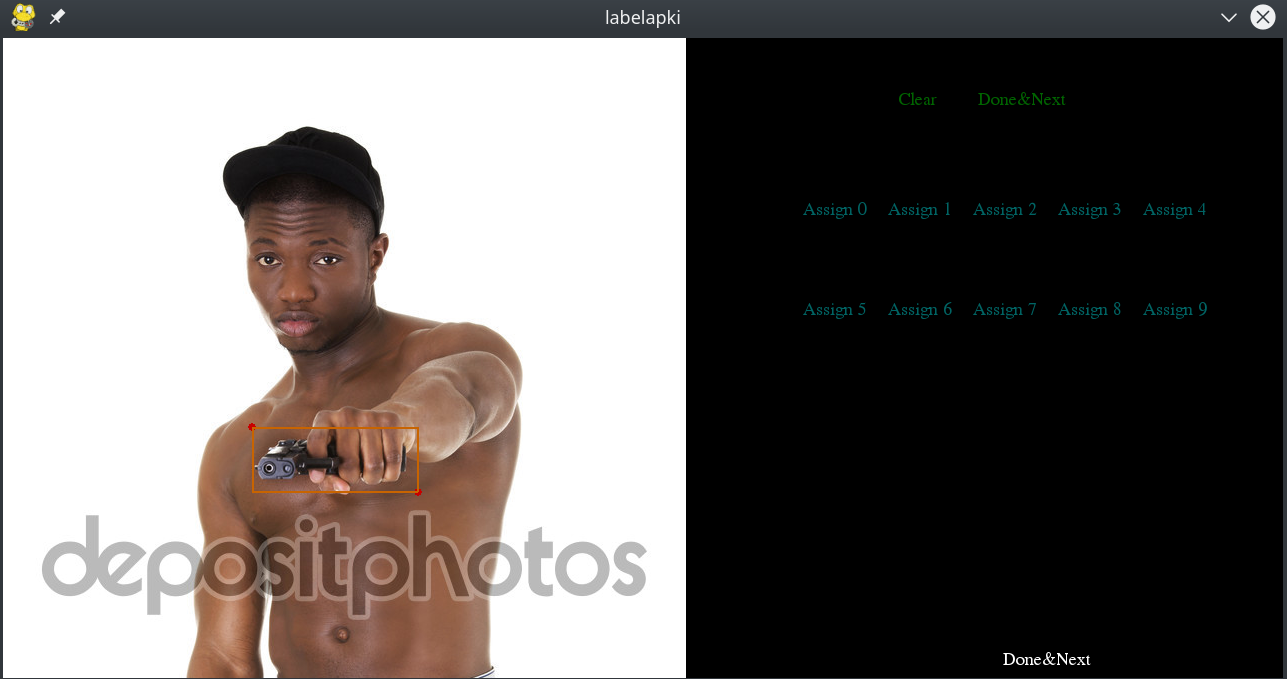 labelapki
Clear Done&Next
Assign 0 Assign 1 Assign 2 Assign 3 Assign 4
Assign 5 Assign 6 Assign 7 Assign 8 Assign 9
depositphotos
Done&Next